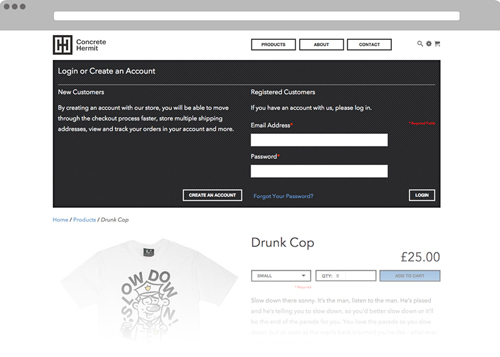 Concrete
Hermit
PRODUCTS
ABOUT
CONTACT
Login or Create an Account
New Customers
By creating an account with our store, you will be able to move
through the checkout process faster, store multiple shipping
addresses, view and track your orders in your account and more.
CREATE AN ACCOUNT
Registered Customers
If you have an account with us, please log in.
Email Address*
*Required Fields
Password*
Forgot Your Password?
LOGIN
Home / Products / Drunk Cop
SLOW DOWN
Drunk Cop
£25.00
SMALL
QTY: 0
ADD TO CART
* Required
Slow down there sonny. It's the man, listen to the man. He's pissed
and he's telling you to slow down, so you'd better slow down or it'll
be the end of the parade for you. You love the parade so you slow